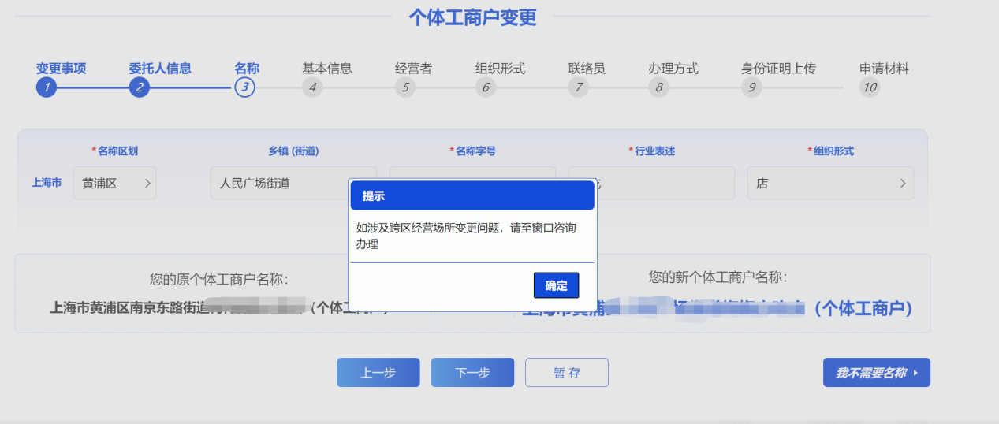 个体工商户变更
变更事项 委托人信息 名称 基本信息 经营者 组织形式 联络员 办理方式 身份证明上传 申请材料
1 2 3 4 5 6 7 8 9 10
*名称区划 乡镇 (街道) *名称字号 *行业表述 *组织形式
上海市 黄浦区 人民广场街道 店
提示
如涉及跨区经营场所变更问题，请至窗口咨询
办理
确定
您的原个体工商户名称： 您的新个体工商户名称：
上海市黄浦区南京东路街道 （个体工商户） 上海市黄浦 （个体工商户）
上一步 下一步 暂存 我不需要名称